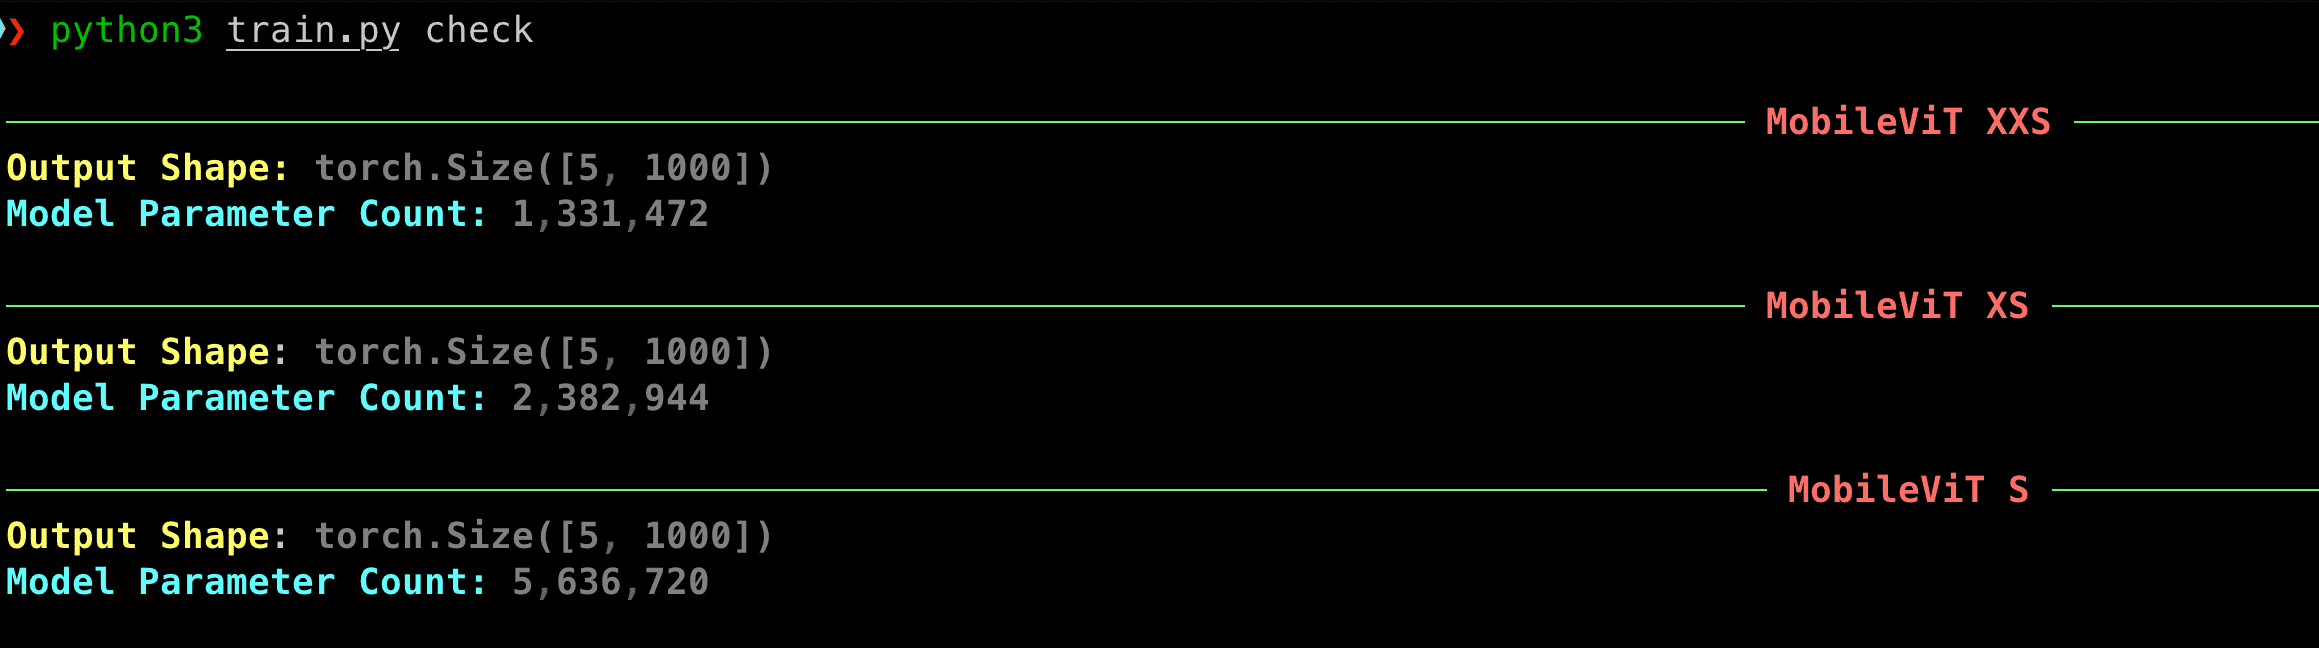 ❯ python3 train.py check
MobileViT XXS
Output Shape: torch.Size([5, 1000])
Model Parameter Count: 1,331,472
MobileViT XS
Output Shape: torch.Size([5, 1000])
Model Parameter Count: 2,382,944
MobileViT S
Output Shape: torch.Size([5, 1000])
Model Parameter Count: 5,636,720